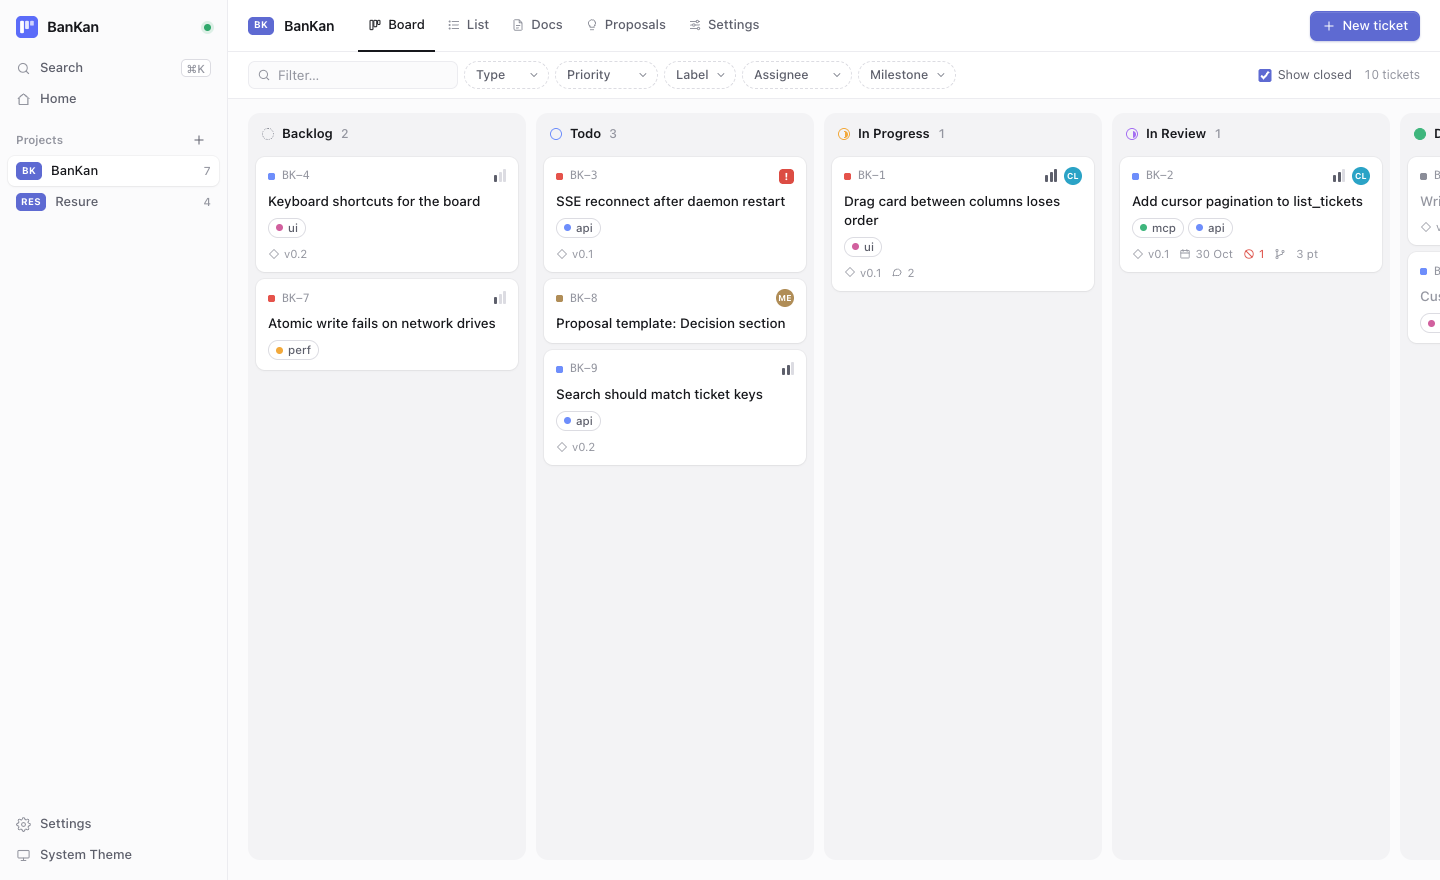 BanKan
Search ⌘K
Home
Projects
BK BanKan 7
RES Resure 4
Settings
System Theme
BK BanKan Board List Docs Proposals Settings New ticket
Filter... Type Priority Label Assignee Milestone Show closed 10 tickets
Backlog 2
BK–4
Keyboard shortcuts for the board
ui
v0.2
BK–7
Atomic write fails on network drives
perf
Todo 3
BK–3 !
SSE reconnect after daemon restart
api
v0.1
BK–8 ME
Proposal template: Decision section
BK–9
Search should match ticket keys
api
v0.2
In Progress 1
BK–1 CL
Drag card between columns loses
order
ui
v0.1 2
In Review 1
BK–2 CL
Add cursor pagination to list_tickets
mcp api
v0.1 30 Oct 1 3 pt